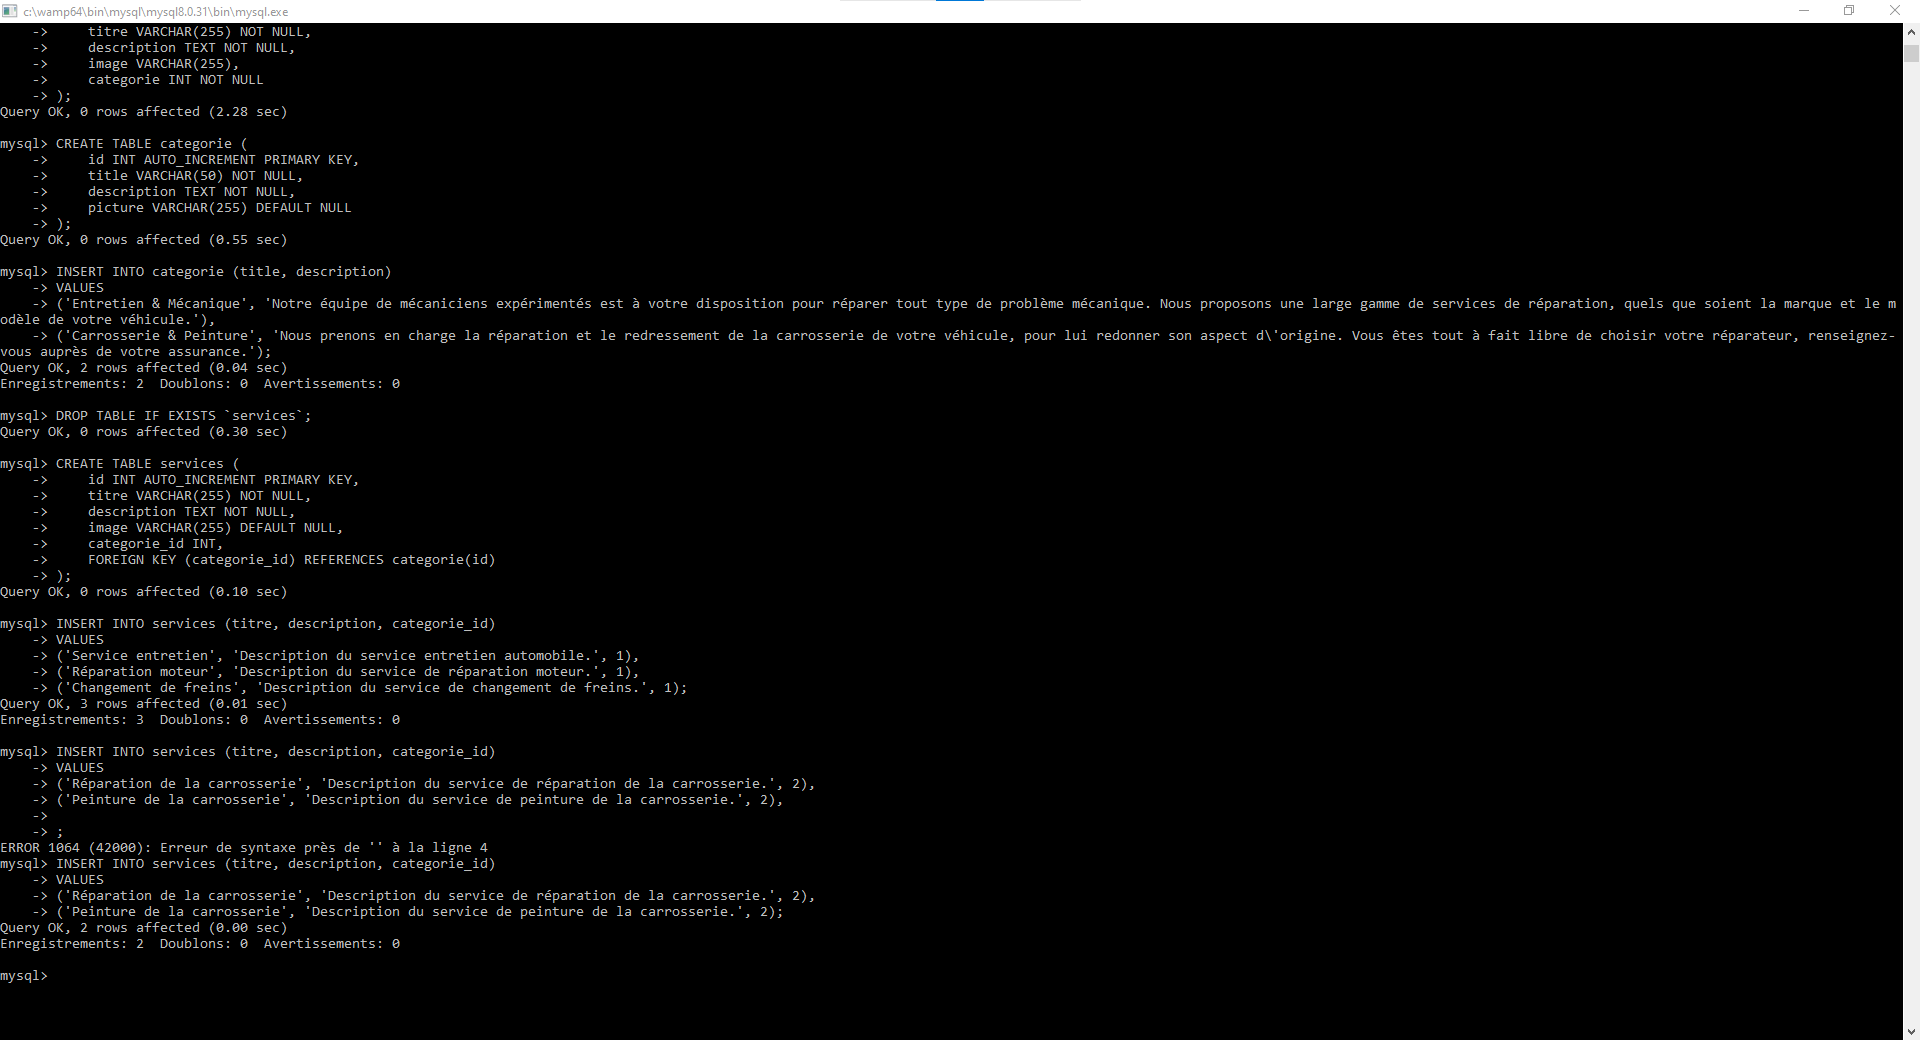 c:\wamp64\bin\mysql\mysql8.0.31\bin\mysql.exe
    ->     titre VARCHAR(255) NOT NULL,
    ->     description TEXT NOT NULL,
    ->     image VARCHAR(255),
    ->     categorie INT NOT NULL
    -> );
Query OK, 0 rows affected (2.28 sec)

mysql> CREATE TABLE categorie (
    ->     id INT AUTO_INCREMENT PRIMARY KEY,
    ->     title VARCHAR(50) NOT NULL,
    ->     description TEXT NOT NULL,
    ->     picture VARCHAR(255) DEFAULT NULL
    -> );
Query OK, 0 rows affected (0.55 sec)

mysql> INSERT INTO categorie (title, description)
    -> VALUES
    -> ('Entretien & Mécanique', 'Notre équipe de mécaniciens expérimentés est à votre disposition pour réparer tout type de problème mécanique. Nous proposons une large gamme de services de réparation, quels que soient la marque et le m
odèle de votre véhicule.'),
    -> ('Carrosserie & Peinture', 'Nous prenons en charge la réparation et le redressement de la carrosserie de votre véhicule, pour lui redonner son aspect d\'origine. Vous êtes tout à fait libre de choisir votre réparateur, renseignez-
vous auprès de votre assurance.');
Query OK, 2 rows affected (0.04 sec)
Enregistrements: 2  Doublons: 0  Avertissements: 0

mysql> DROP TABLE IF EXISTS `services`;
Query OK, 0 rows affected (0.30 sec)

mysql> CREATE TABLE services (
    ->     id INT AUTO_INCREMENT PRIMARY KEY,
    ->     titre VARCHAR(255) NOT NULL,
    ->     description TEXT NOT NULL,
    ->     image VARCHAR(255) DEFAULT NULL,
    ->     categorie_id INT,
    ->     FOREIGN KEY (categorie_id) REFERENCES categorie(id)
    -> );
Query OK, 0 rows affected (0.10 sec)

mysql> INSERT INTO services (titre, description, categorie_id)
    -> VALUES
    -> ('Service entretien', 'Description du service entretien automobile.', 1),
    -> ('Réparation moteur', 'Description du service de réparation moteur.', 1),
    -> ('Changement de freins', 'Description du service de changement de freins.', 1);
Query OK, 3 rows affected (0.01 sec)
Enregistrements: 3  Doublons: 0  Avertissements: 0

mysql> INSERT INTO services (titre, description, categorie_id)
    -> VALUES
    -> ('Réparation de la carrosserie', 'Description du service de réparation de la carrosserie.', 2),
    -> ('Peinture de la carrosserie', 'Description du service de peinture de la carrosserie.', 2),
    ->
    -> ;
ERROR 1064 (42000): Erreur de syntaxe près de '' à la ligne 4
mysql> INSERT INTO services (titre, description, categorie_id)
    -> VALUES
    -> ('Réparation de la carrosserie', 'Description du service de réparation de la carrosserie.', 2),
    -> ('Peinture de la carrosserie', 'Description du service de peinture de la carrosserie.', 2);
Query OK, 2 rows affected (0.00 sec)
Enregistrements: 2  Doublons: 0  Avertissements: 0

mysql>